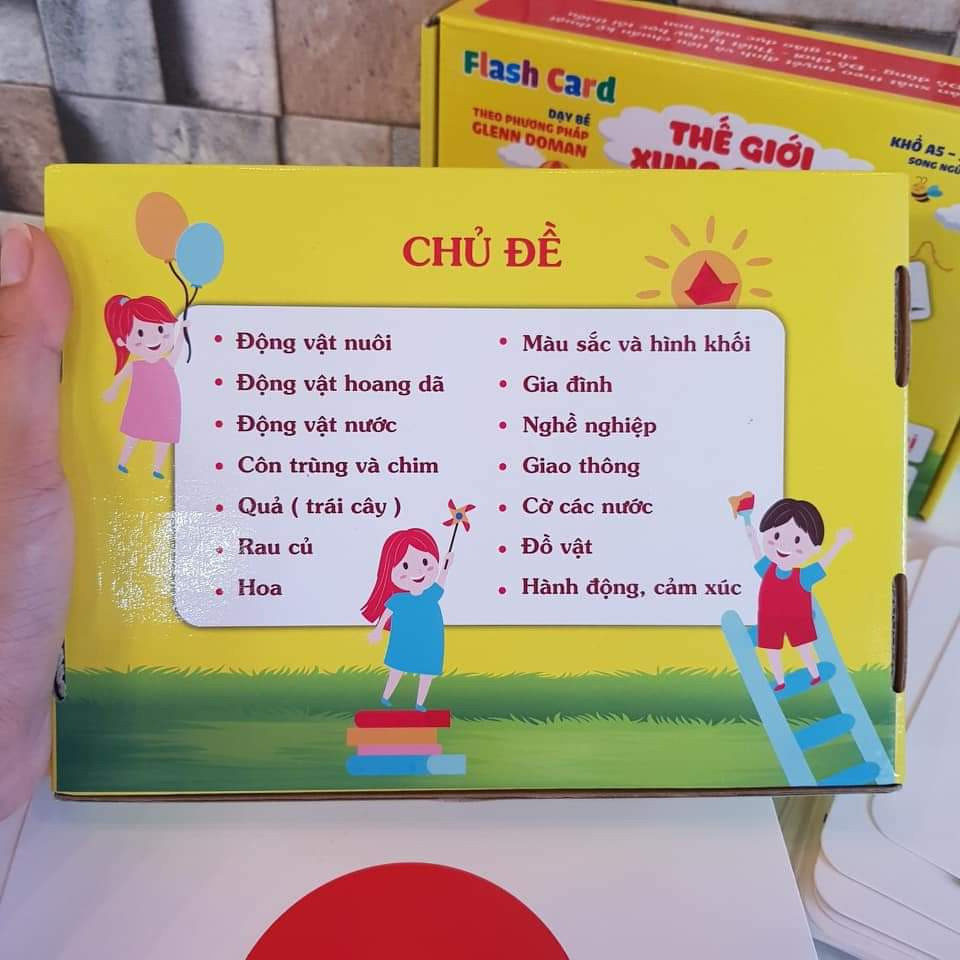 Flash Card
DẠY BÉ
THEO PHƯƠNG PHÁP
GLENN DOMAN
THẾ GIỚI
KHỔ A5 -
SONG NGỮ
CHỦ ĐỀ
• Động vật nuôi
• Động vật hoang dã
• Động vật nước
• Côn trùng và chim
• Quả ( trái cây )
• Rau củ
• Hoa
• Màu sắc và hình khối
• Gia đình
• Nghề nghiệp
• Giao thông
• Cờ các nước
• Đồ vật
• Hành động, cảm xúc